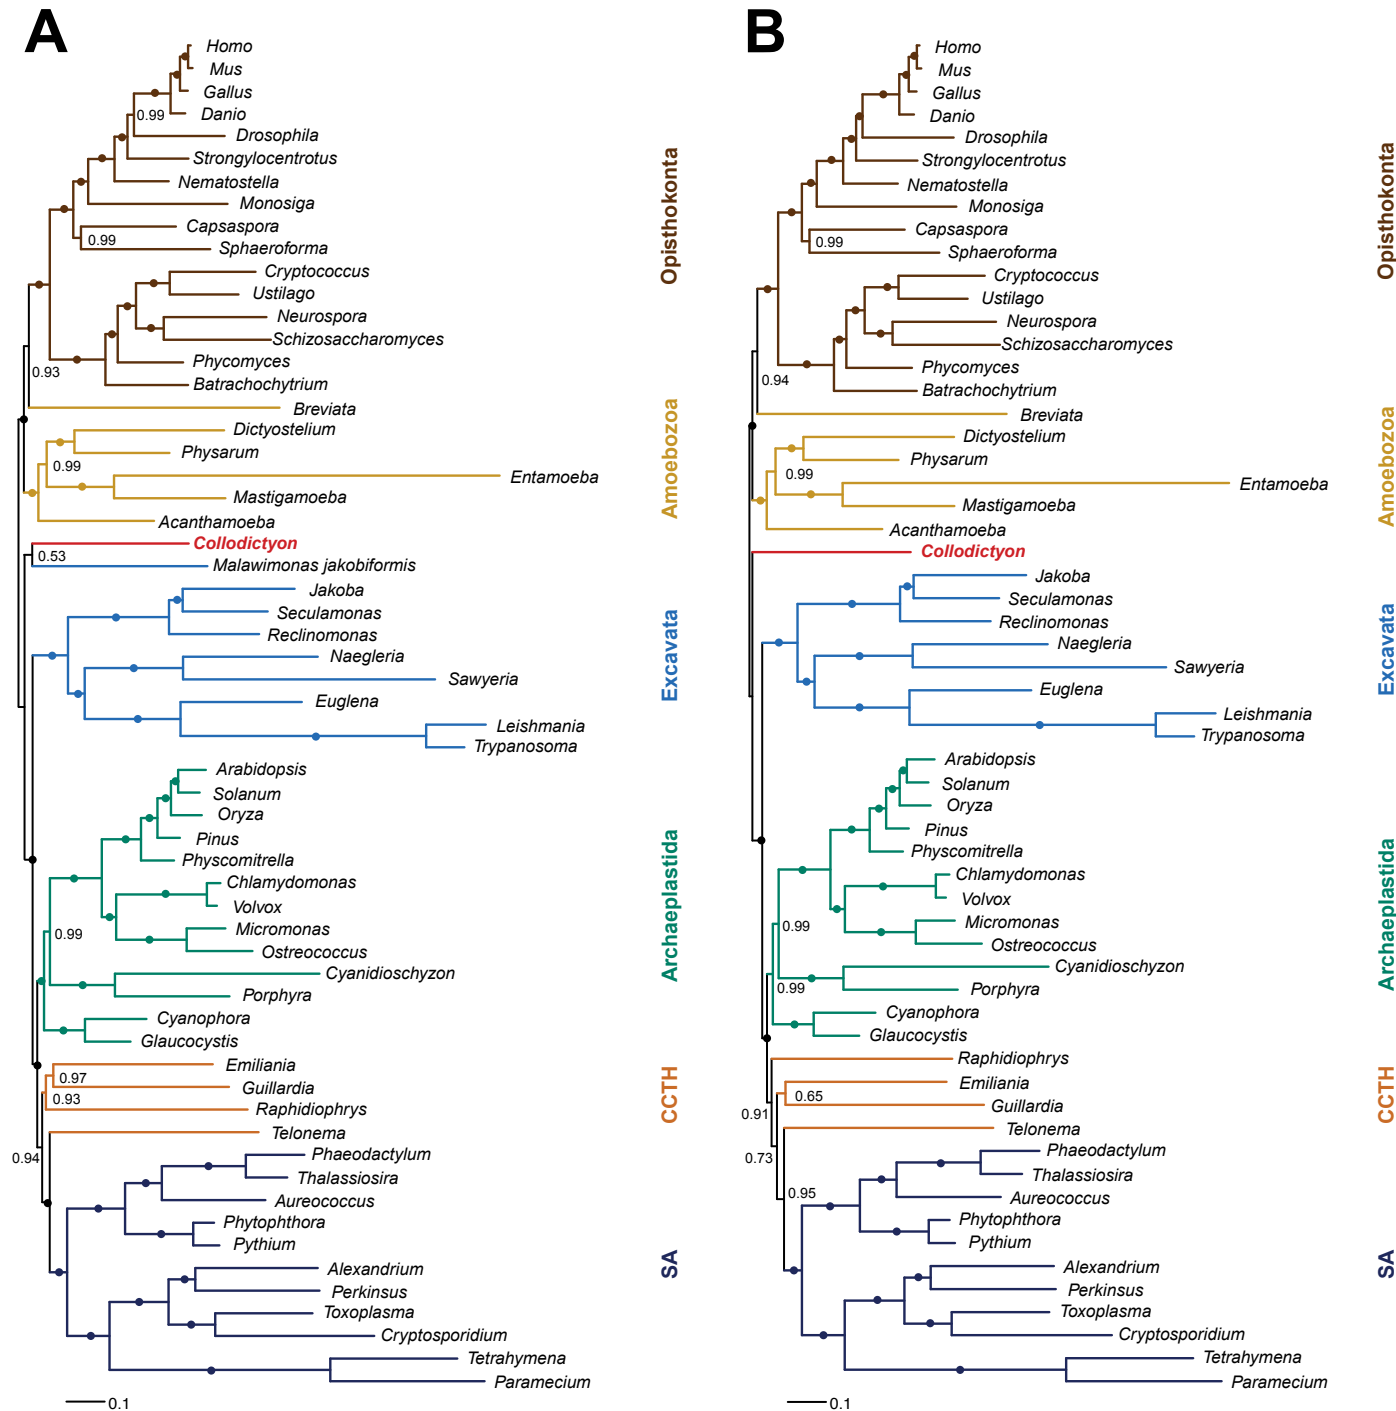 A
Homo
Mus
Gallus
Danio
0.99
Drosophila
Strongylocentrotus
Nematostella
Monosiga
Capsaspora
0.99
Sphaeroforma
Cryptococcus
Ustilago
Neurospora
Schizosaccharomyces
Phycomyces
0.93
Batrachochytrium
Breviata
Dictyostelium
Physarum
0.99
Entamoeba
Mastigamoeba
Acanthamoeba
Collodictyon
0.53
Malawimonas jakobiformis
Jakoba
Seculamonas
Reclinomonas
Naegleria
Sawyeria
Euglena
Leishmania
Trypanosoma
Arabidopsis
Solanum
Oryza
Pinus
Physcomitrella
Chlamydomonas
Volvox
Micromonas
0.99
Ostreococcus
Cyanidioschyzon
Porphyra
Cyanophora
Glaucocystis
Emiliania
0.97
Guillardia
0.93
Raphidiophrys
Telonema
Phaeodactylum
0.94
Thalassiosira
Aureococcus
Phytophthora
Pythium
Alexandrium
Perkinsus
Toxoplasma
Cryptosporidium
Tetrahymena
Paramecium
0.1
Opisthokonta
Amoebozoa
Excavata
Archaeplastida
CCTH
SA
B
Homo
Mus
Gallus
Danio
Drosophila
Strongylocentrotus
Nematostella
Monosiga
Capsaspora
0.99
Sphaeroforma
Cryptococcus
Ustilago
Neurospora
Schizosaccharomyces
Phycomyces
0.94
Batrachochytrium
Breviata
Dictyostelium
Physarum
0.99
Entamoeba
Mastigamoeba
Acanthamoeba
Collodictyon
Jakoba
Seculamonas
Reclinomonas
Naegleria
Sawyeria
Euglena
Leishmania
Trypanosoma
Arabidopsis
Solanum
Oryza
Pinus
Physcomitrella
Chlamydomonas
Volvox
Micromonas
0.99
Ostreococcus
Cyanidioschyzon
0.99
Porphyra
Cyanophora
Glaucocystis
Raphidiophrys
Emiliania
0.65
Guillardia
0.91
Telonema
Phaeodactylum
0.73
Thalassiosira
0.95
Aureococcus
Phytophthora
Pythium
Alexandrium
Perkinsus
Toxoplasma
Cryptosporidium
Tetrahymena
Paramecium
0.1
Opisthokonta
Amoebozoa
Excavata
Archaeplastida
CCTH
SA